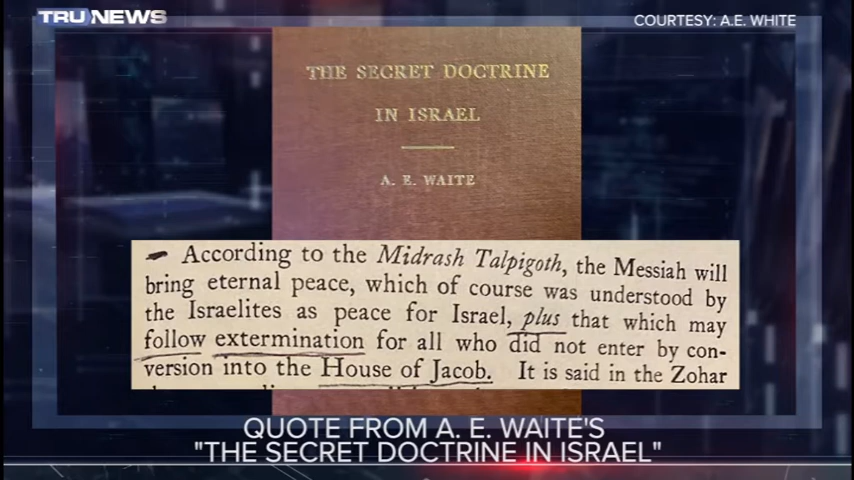 TRUNEWS
COURTESY: A.E. WHITE
THE SECRET DOCTRINE
IN ISRAEL
A. E. WAITE
According to the Midrash Talpigoth, the Messiah will
bring eternal peace, which of course was understood by
the Israelites as peace for Israel, plus that which may
follow extermination for all who did not enter by con-
version into the House of Jacob. It is said in the Zohar
QUOTE FROM A. E. WAITE'S
"THE SECRET DOCTRINE IN ISRAEL"